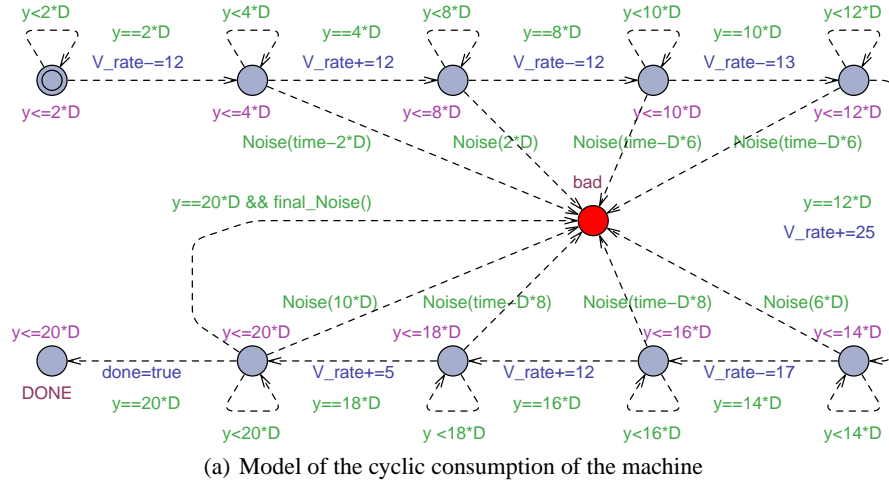 y<2*D y<=4*D y<=8*D y<10*D y<12*D
y==2*D y==4*D y==8*D y==10*D
V_rate-=12 V_rate+=12 V_rate-=12 V_rate-=13
y<=2*D y<=4*D y<=8*D y<=10*D y<=12*D
Noise(time-2*D) Noise(2*D) Noise(time-D*6) Noise(time-D*6)
bad
y==20*D && final_Noise() y==12*D
V_rate+=25
Noise(10*D) Noise(time-D*8) Noise(time-D*8) Noise(6*D)
y<=20*D y<=20*D y<=18*D y<=16*D y<=14*D
done=true V_rate+=5 V_rate+=12 V_rate-=17
DONE y==20*D y==18*D y==16*D y==14*D
y<20*D y <18*D y<16*D y<14*D
(a) Model of the cyclic consumption of the machine